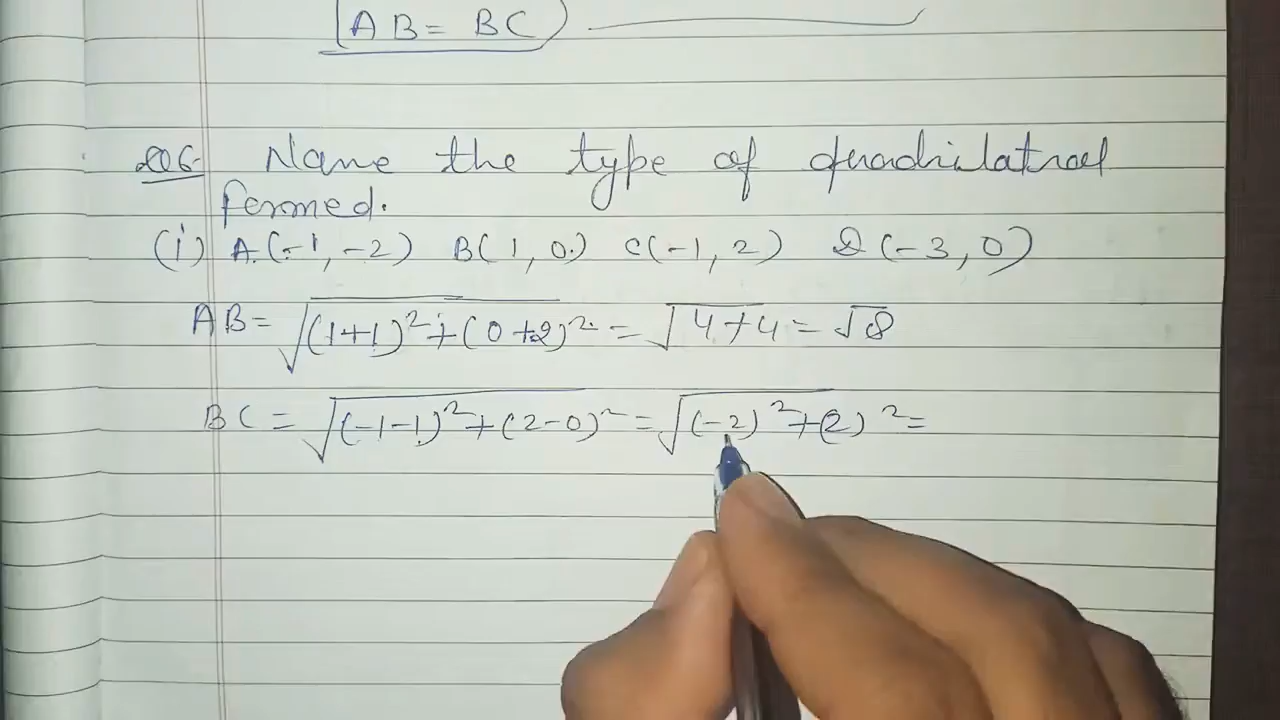 AB = BC
Q6. Name the type of quadrilatral
formed.
(i) A(-1, -2) B(1, 0) C(-1, 2) D(-3, 0)
AB = √(1+1)²+(0+2)² = √4+4 = √8
BC = √(-1-1)²+(2-0)² = √(-2)²+(2)² =